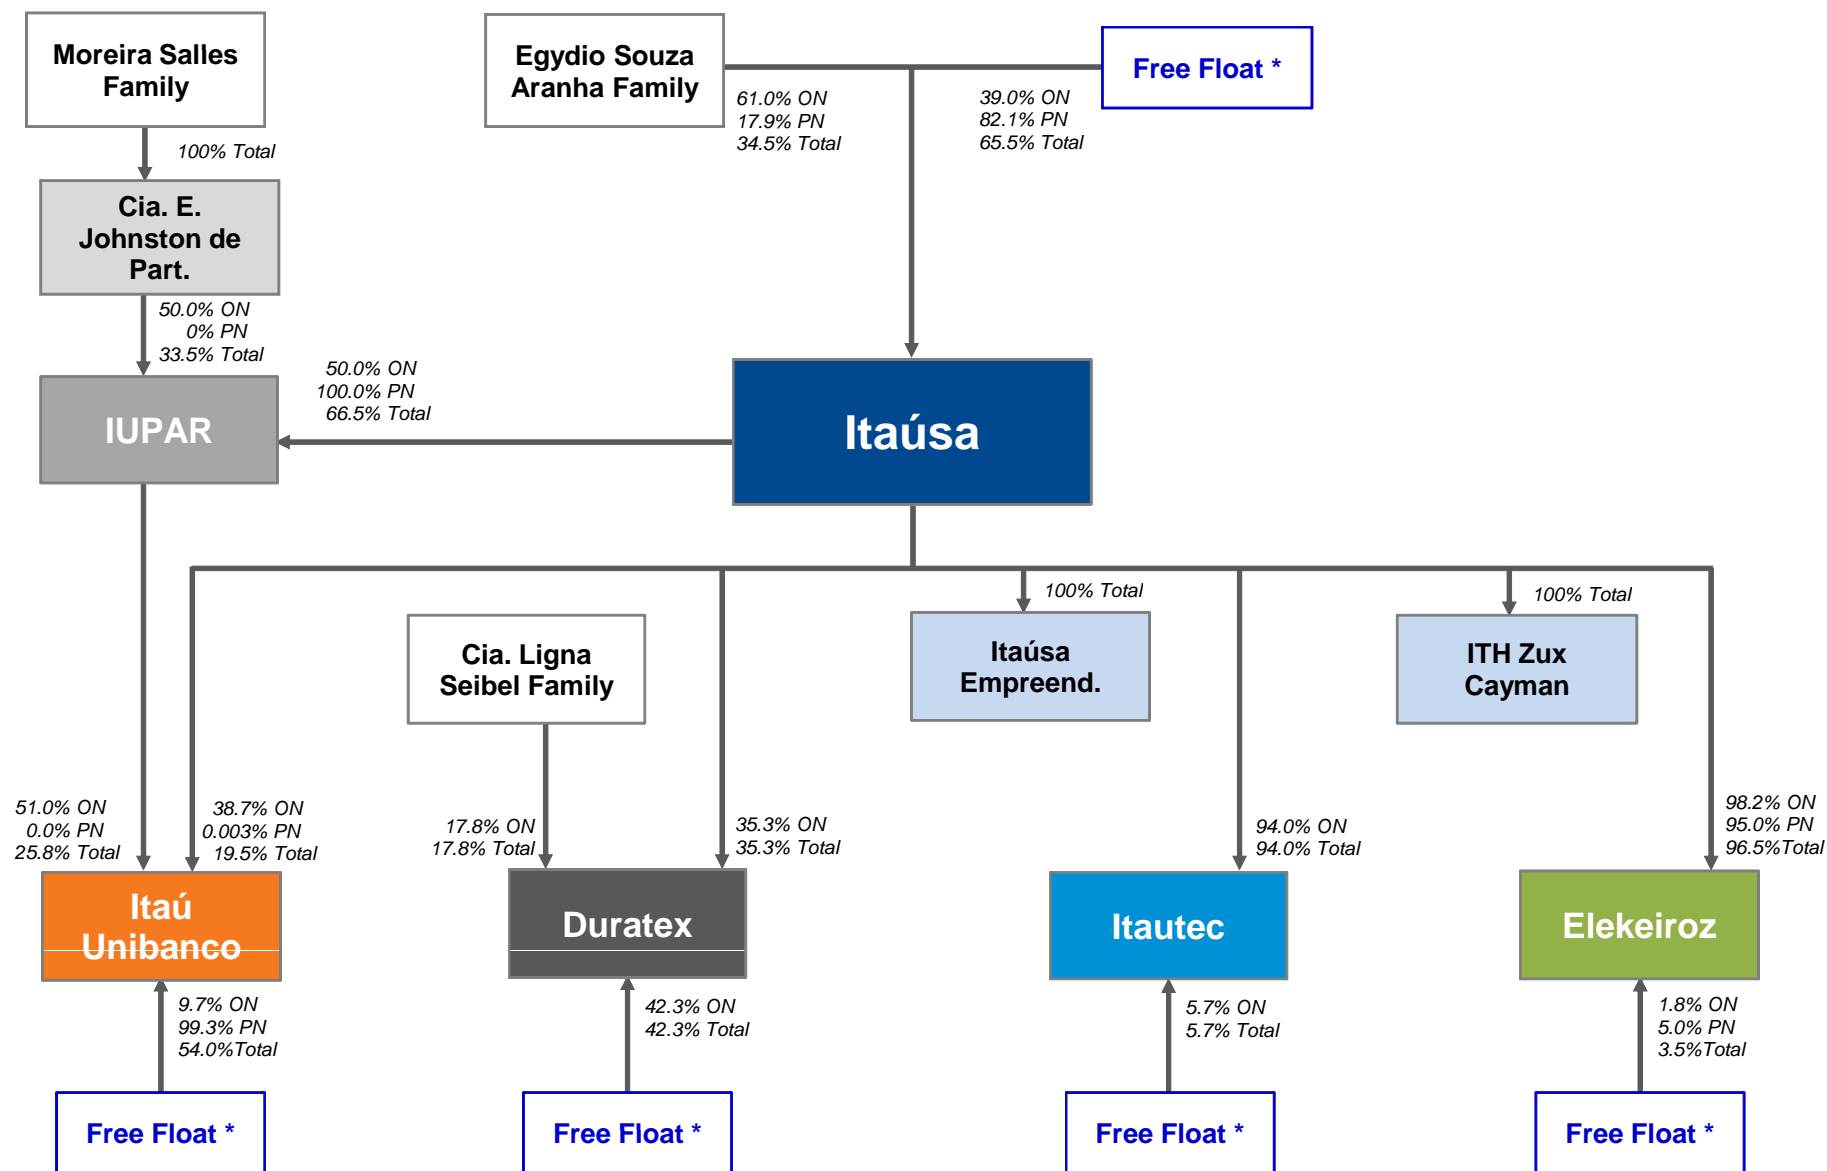 Moreira Salles
Family
Egydio Souza
Aranha Family
Free Float *
61.0% ON
17.9% PN
34.5% Total
39.0% ON
82.1% PN
65.5% Total
100% Total
Cia. E.
Johnston de
Part.
50.0% ON
0% PN
33.5% Total
50.0% ON
100.0% PN
66.5% Total
IUPAR
Itaúsa
100% Total
100% Total
Cia. Ligna
Seibel Family
Itaúsa
Empreend.
ITH Zux
Cayman
51.0% ON
0.0% PN
25.8% Total
38.7% ON
0.003% PN
19.5% Total
17.8% ON
17.8% Total
35.3% ON
35.3% Total
94.0% ON
94.0% Total
98.2% ON
95.0% PN
96.5%Total
Itaú
Unibanco
Duratex
Itautec
Elekeiroz
9.7% ON
99.3% PN
54.0%Total
42.3% ON
42.3% Total
5.7% ON
5.7% Total
1.8% ON
5.0% PN
3.5%Total
Free Float *
Free Float *
Free Float *
Free Float *